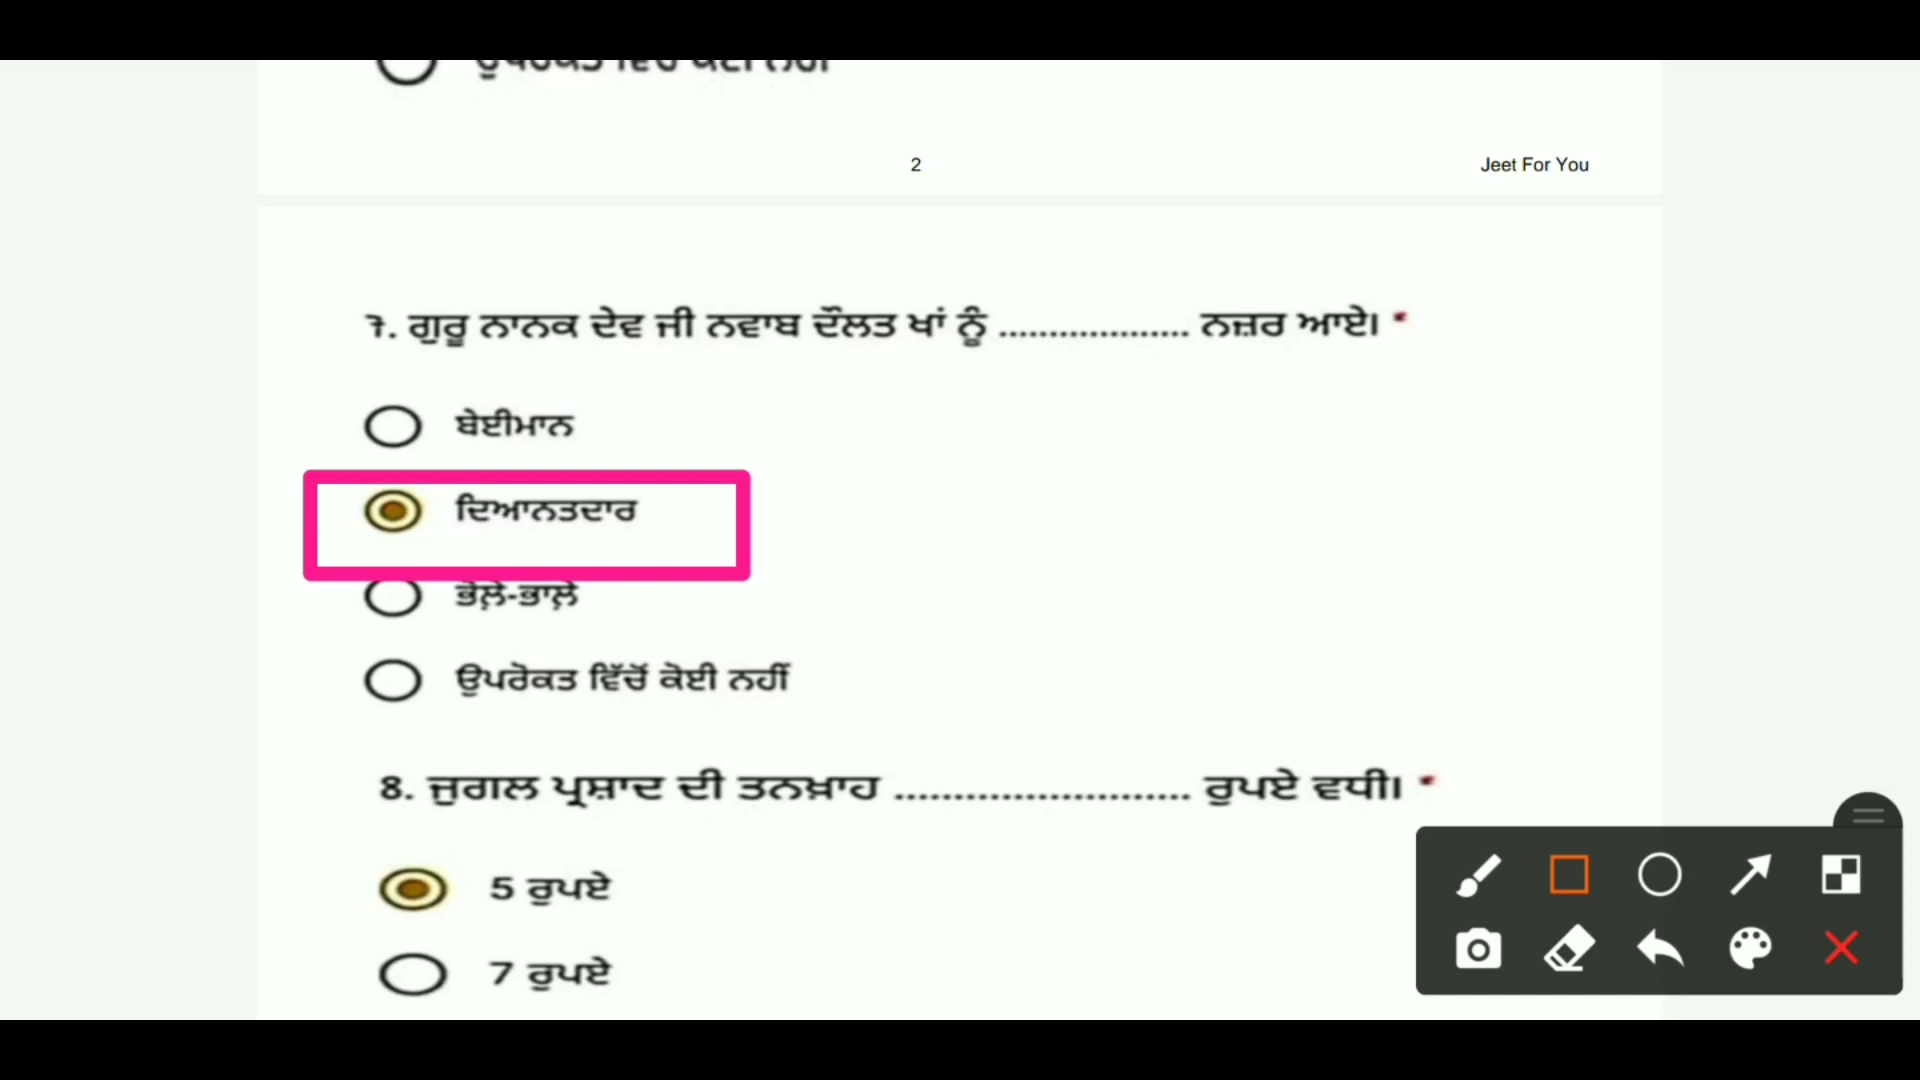 2
Jeet For You
. ਗੁਰੂ ਨਾਨਕ ਦੇਵ ਜੀ ਨਵਾਬ ਦੌਲਤ ਖਾਂ ਨੂੰ ................... ਨਜ਼ਰ ਆਏ। *
ਬੇਈਮਾਨ
ਦਿਆਨਤਦਾਰ
ਭੋਲ਼ੇ-ਭਾਲ਼ੇ
ਉਪਰੋਕਤ ਵਿੱਚੋਂ ਕੋਈ ਨਹੀਂ
8. ਜੁਗਲ ਪ੍ਰਸ਼ਾਦ ਦੀ ਤਨਖ਼ਾਹ ......................... ਰੁਪਏ ਵਧੀ। *
5 ਰੁਪਏ
7 ਰੁਪਏ